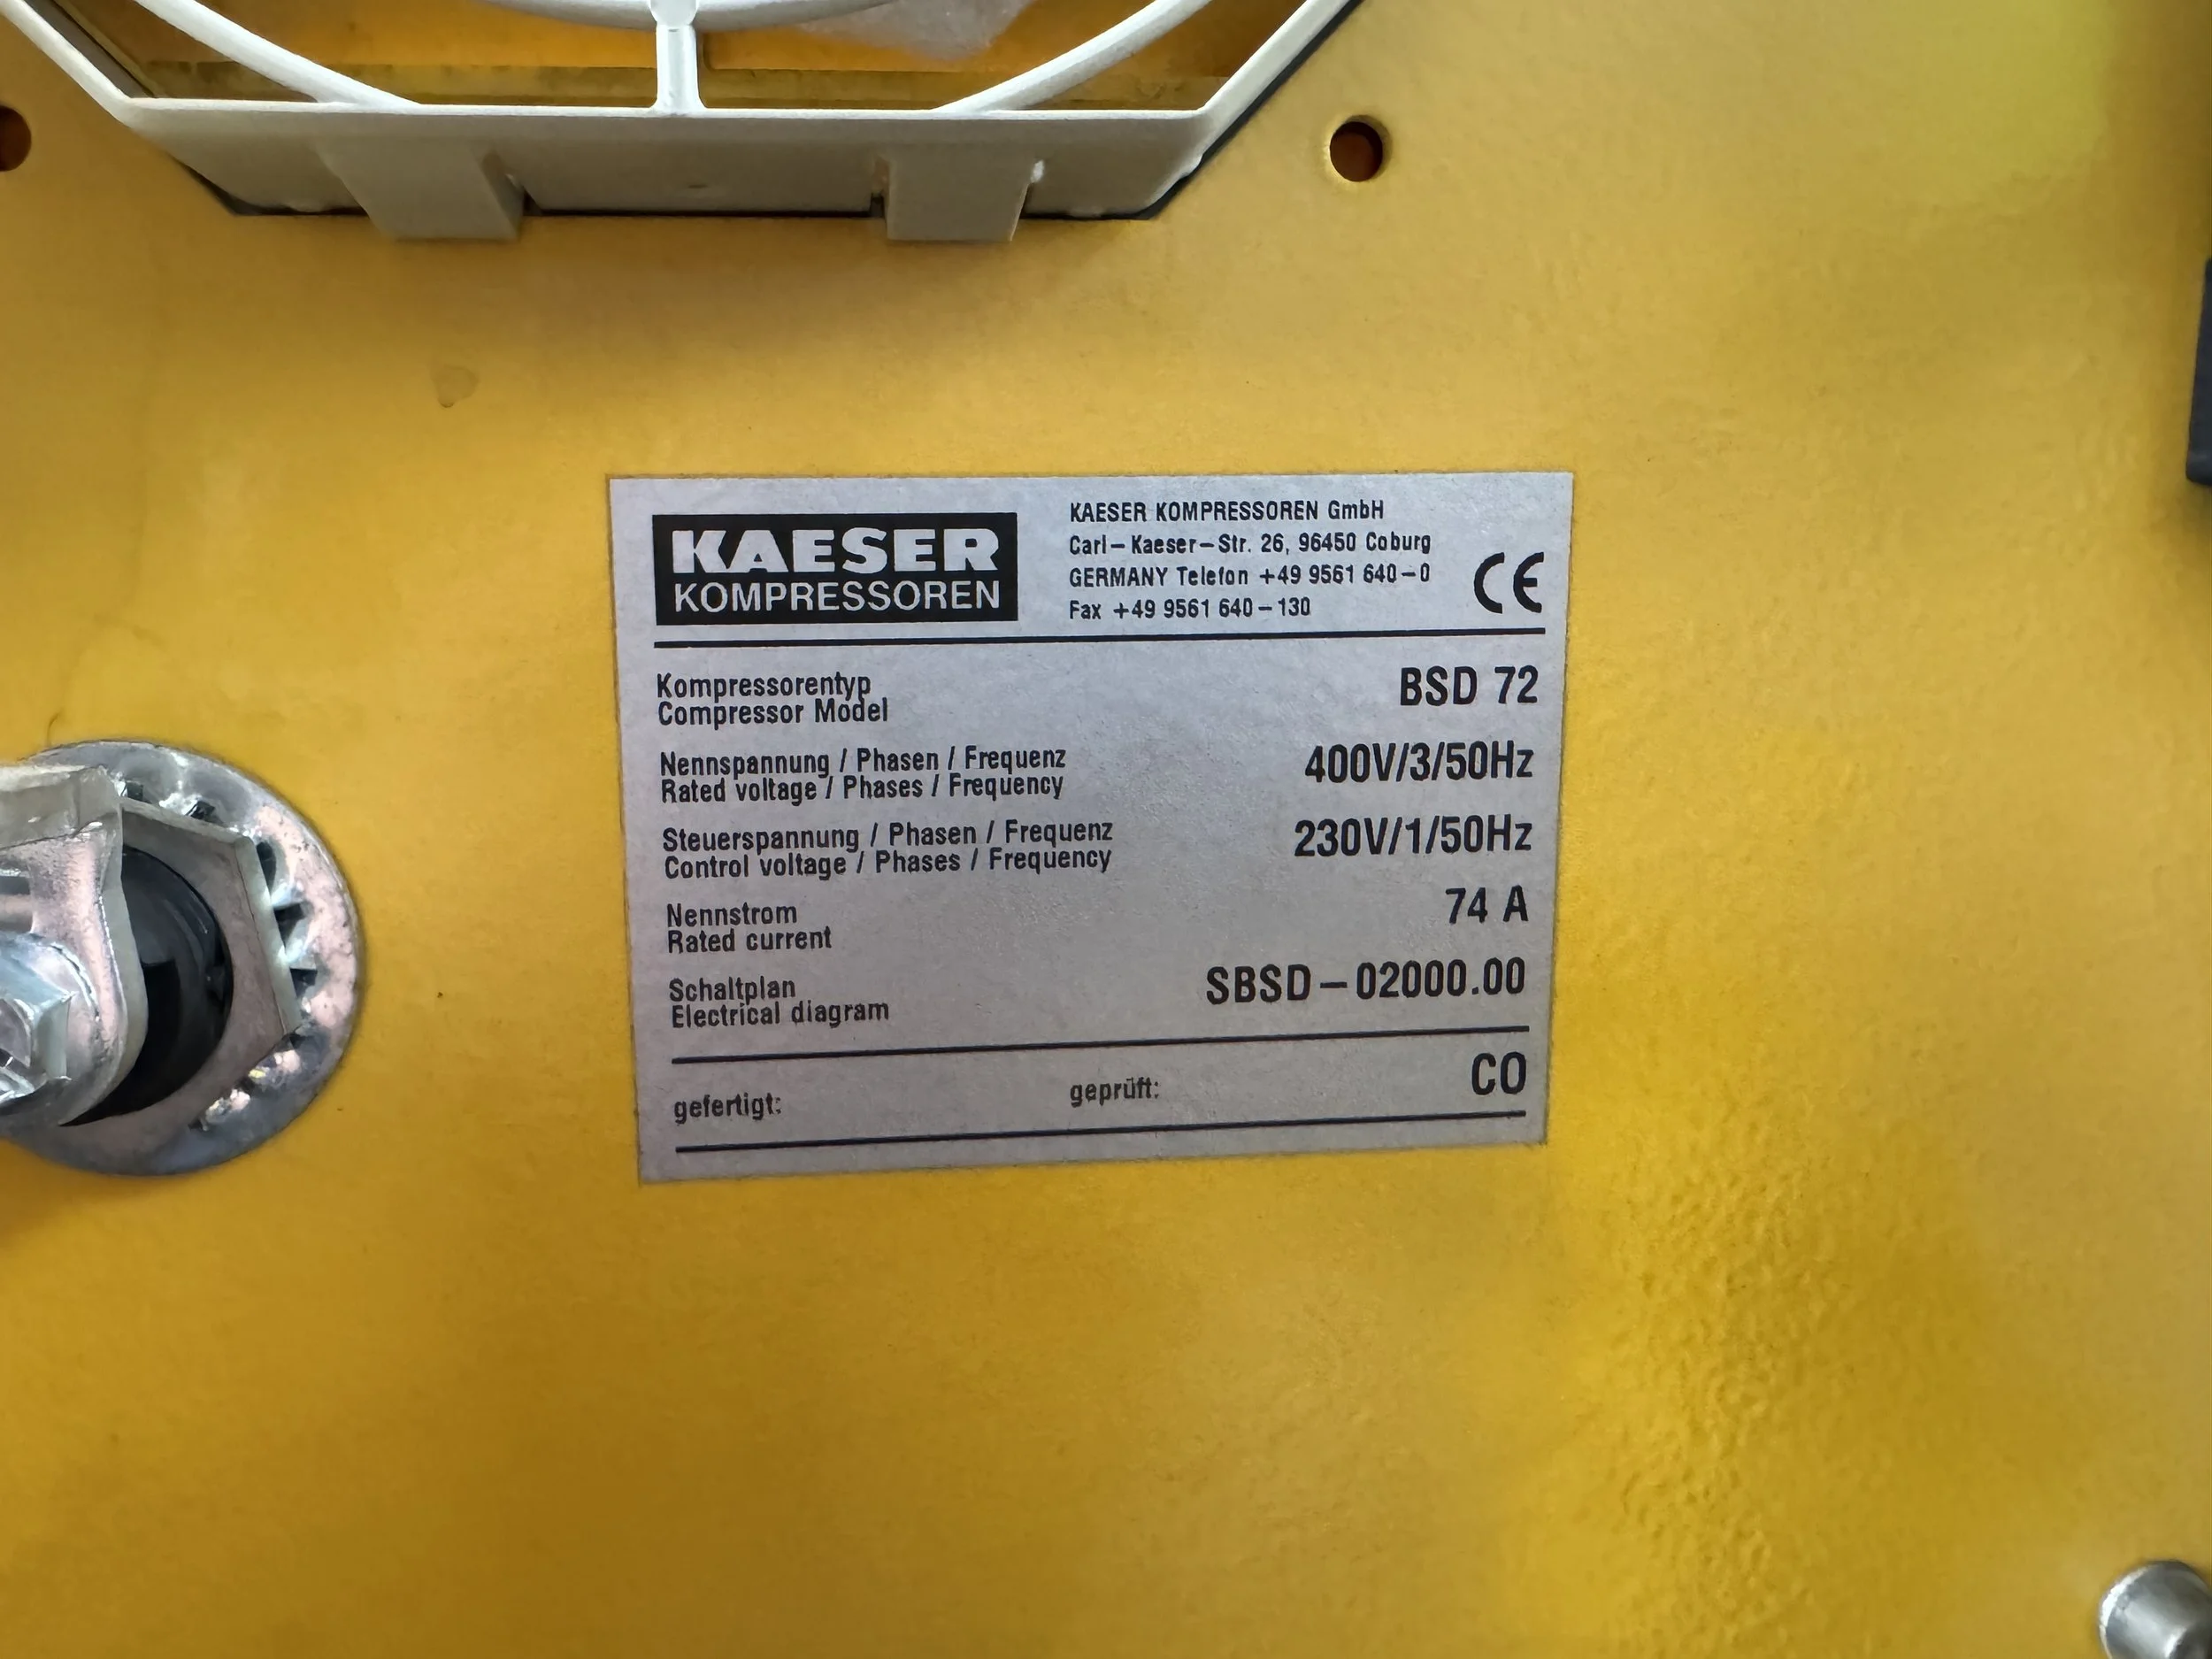 KAESER
KOMPRESSOREN
KAESER KOMPRESSOREN GmbH
Carl-Kaeser-Str. 26, 96450 Coburg
GERMANY Telefon +49 9561 640-0
Fax +49 9561 640-130
CE
Kompressorentyp
Compressor Model
BSD 72
Nennspannung / Phasen / Frequenz
Rated voltage / Phases / Frequency
400V/3/50Hz
Steuerspannung / Phasen / Frequenz
Control voltage / Phases / Frequency
230V/1/50Hz
Nennstrom
Rated current
74 A
Schaltplan
Electrical diagram
SBSD-02000.00
gefertigt:
geprüft:
CO